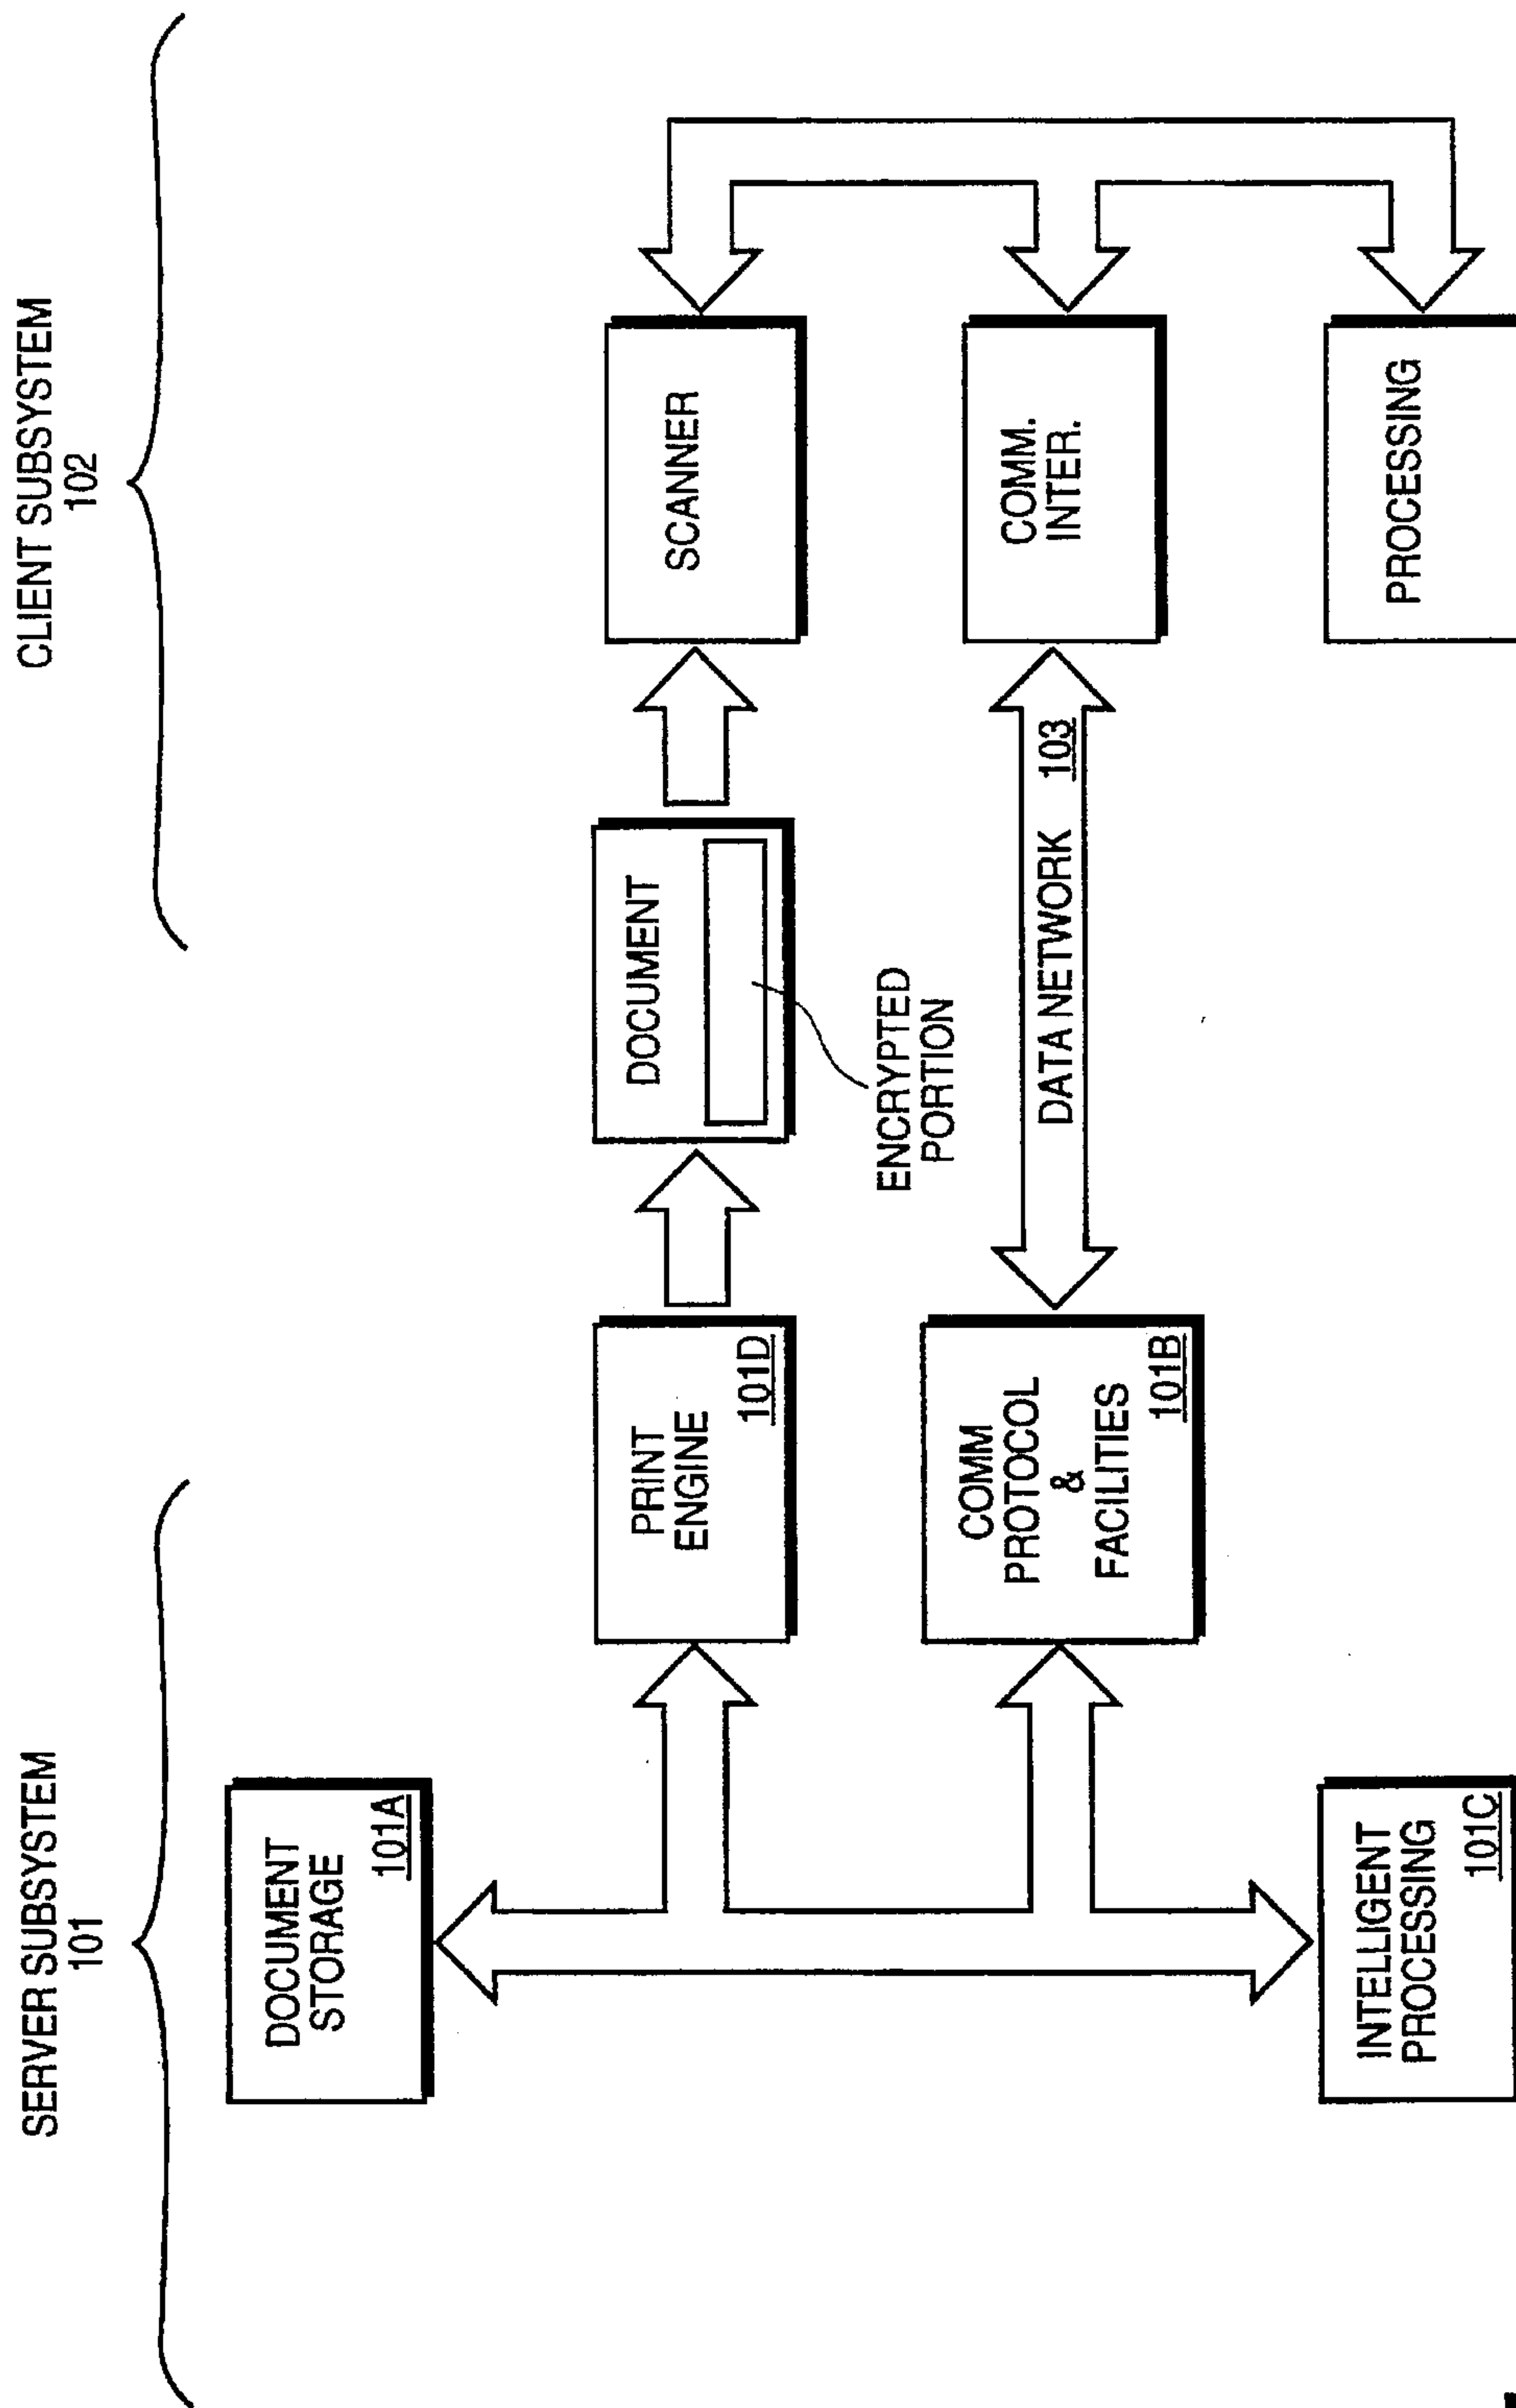 SERVER SUBSYSTEM
101
CLIENT SUBSYSTEM
102
DOCUMENT
STORAGE
101A
PRINT
ENGINE
101D
DOCUMENT
ENCRYPTED
PORTION
SCANNER
COMM
PROTOCOL
&
FACILITIES
101B
DATA NETWORK 103
COMM.
INTER.
INTELLIGENT
PROCESSING
101C
PROCESSING